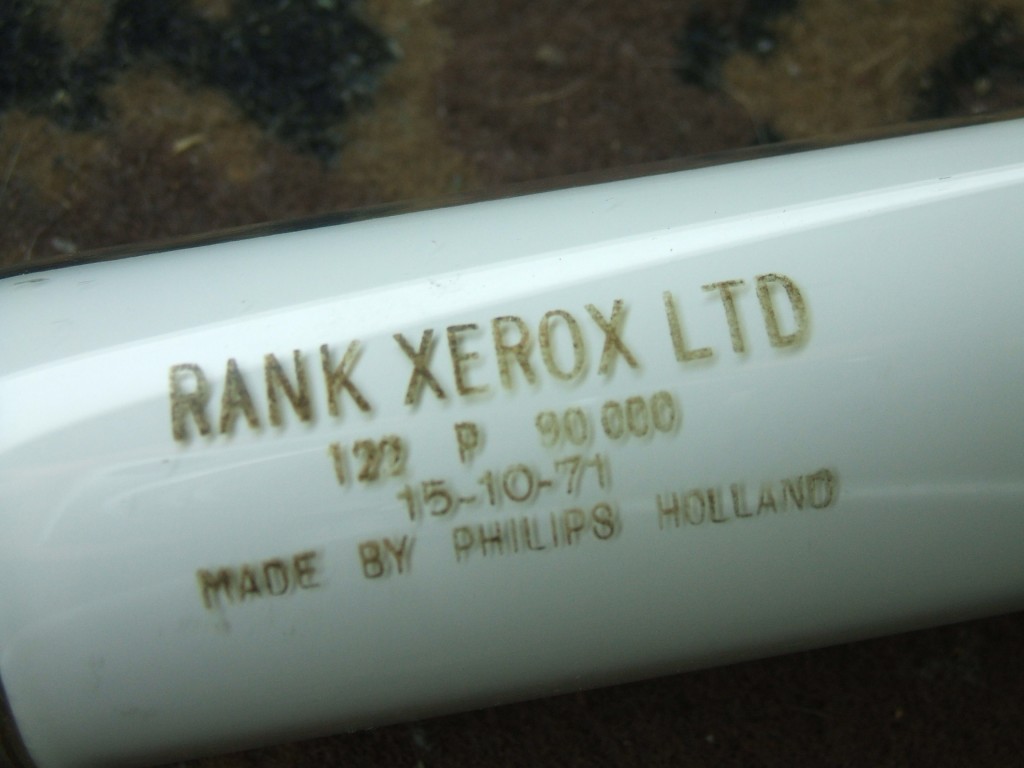 RANK XEROX LTD
122 P 90 000
15-10-71
MADE BY PHILIPS HOLLAND